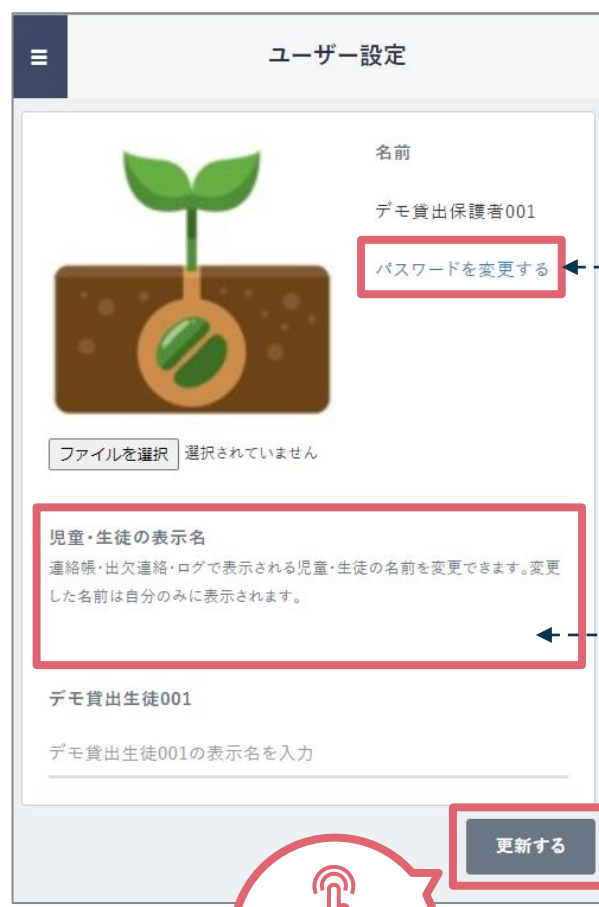 ユーザー設定
名前
デモ貸出保護者001
パスワードを変更する
ファイルを選択 選択されていません
児童・生徒の表示名
連絡帳・出欠連絡・ログで表示される児童・生徒の名前を変更できます。変更
した名前は自分のみに表示されます。
デモ貸出生徒001
デモ貸出生徒001の表示名を入力
更新する